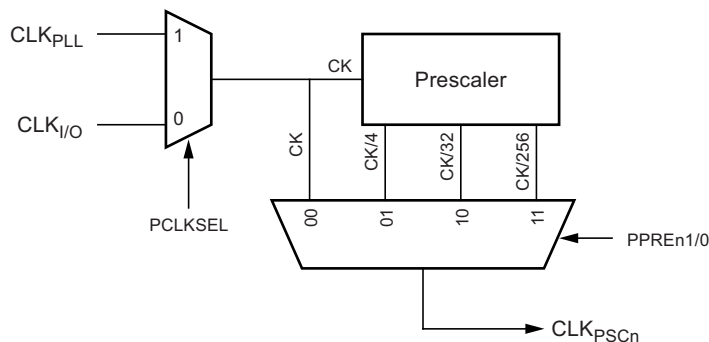 CLKPLL
1
CK
Prescaler
CLKI/O
0
CK
CK/4
CK/32
CK/256
PCLKSEL
00
01
10
11
PPREn1/0
CLKPSCn